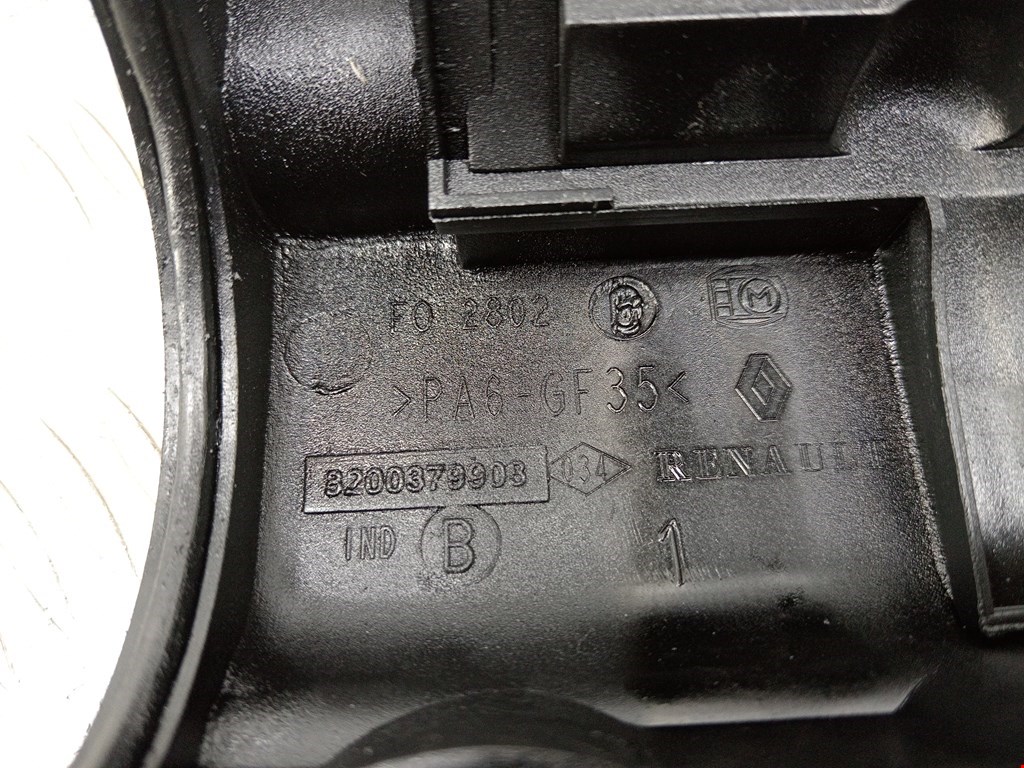 FO 2802 M
>PA6-GF35<
8200379903 034 RENAULT
IND B 1